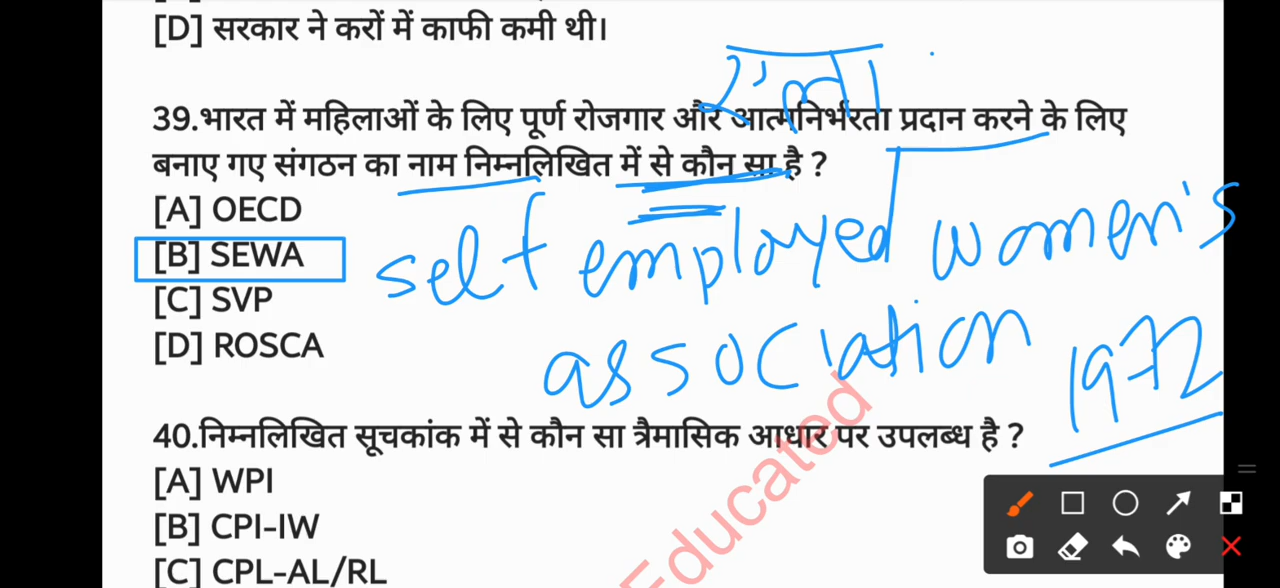 [D] सरकार ने करों में काफी कमी थी।
39.भारत में महिलाओं के लिए पूर्ण रोजगार और आत्मनिर्भरता प्रदान करने के लिए
बनाए गए संगठन का नाम निम्नलिखित में से कौन सा है ?
[A] OECD
[B] SEWA
self employed women's
[C] SVP
[D] ROSCA
association
1972
40.निम्नलिखित सूचकांक में से कौन सा त्रैमासिक आधार पर उपलब्ध है ?
[A] WPI
[B] CPI-IW
[C] CPL-AL/RL
Educated